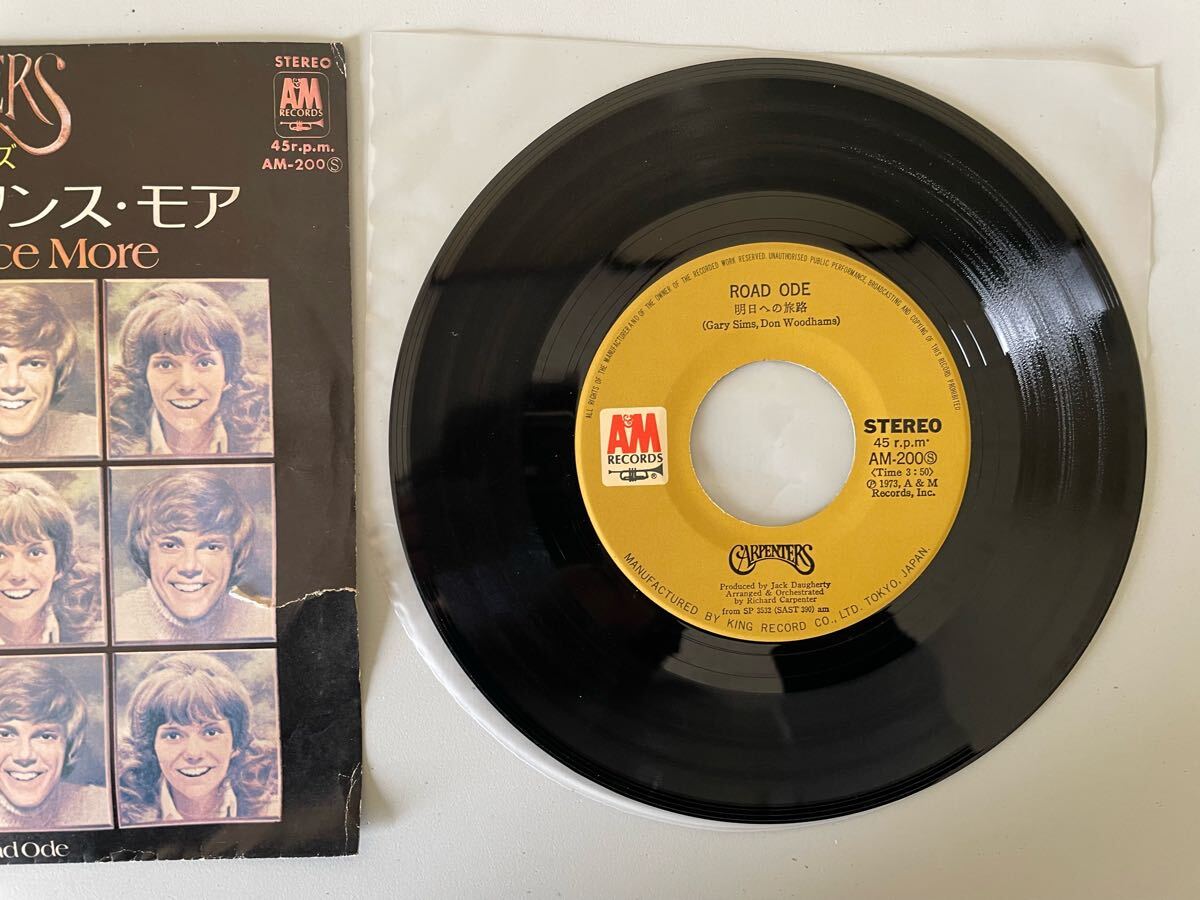 ERS
STEREO
A&M
RECORDS
45r.p.m.
AM-200Ⓢ
ズ
ワンス・モア
ce More
d Ode
ALL RIGHTS OF THE MANUFACTURER AND OF THE OWNER OF THE RECORDED WORK RESERVED. UNAUTHORISED PUBLIC PERFORMANCE, BROADCASTING AND COPYING OF THIS RECORD PROHIBITED
ROAD ODE
明日への旅路
(Gary Sims, Don Woodhams)
A&M
RECORDS
®
STEREO
45 r.p.m.
AM-200Ⓢ
〈Time 3:50〉
Ⓟ 1973, A & M
Records, Inc.
CARPENTERS
Produced by Jack Daugherty
Arranged & Orchestrated
by Richard Carpenter
from SP 3532 (SAST 390) am
MANUFACTURED BY KING RECORD CO., LTD. TOKYO, JAPAN.